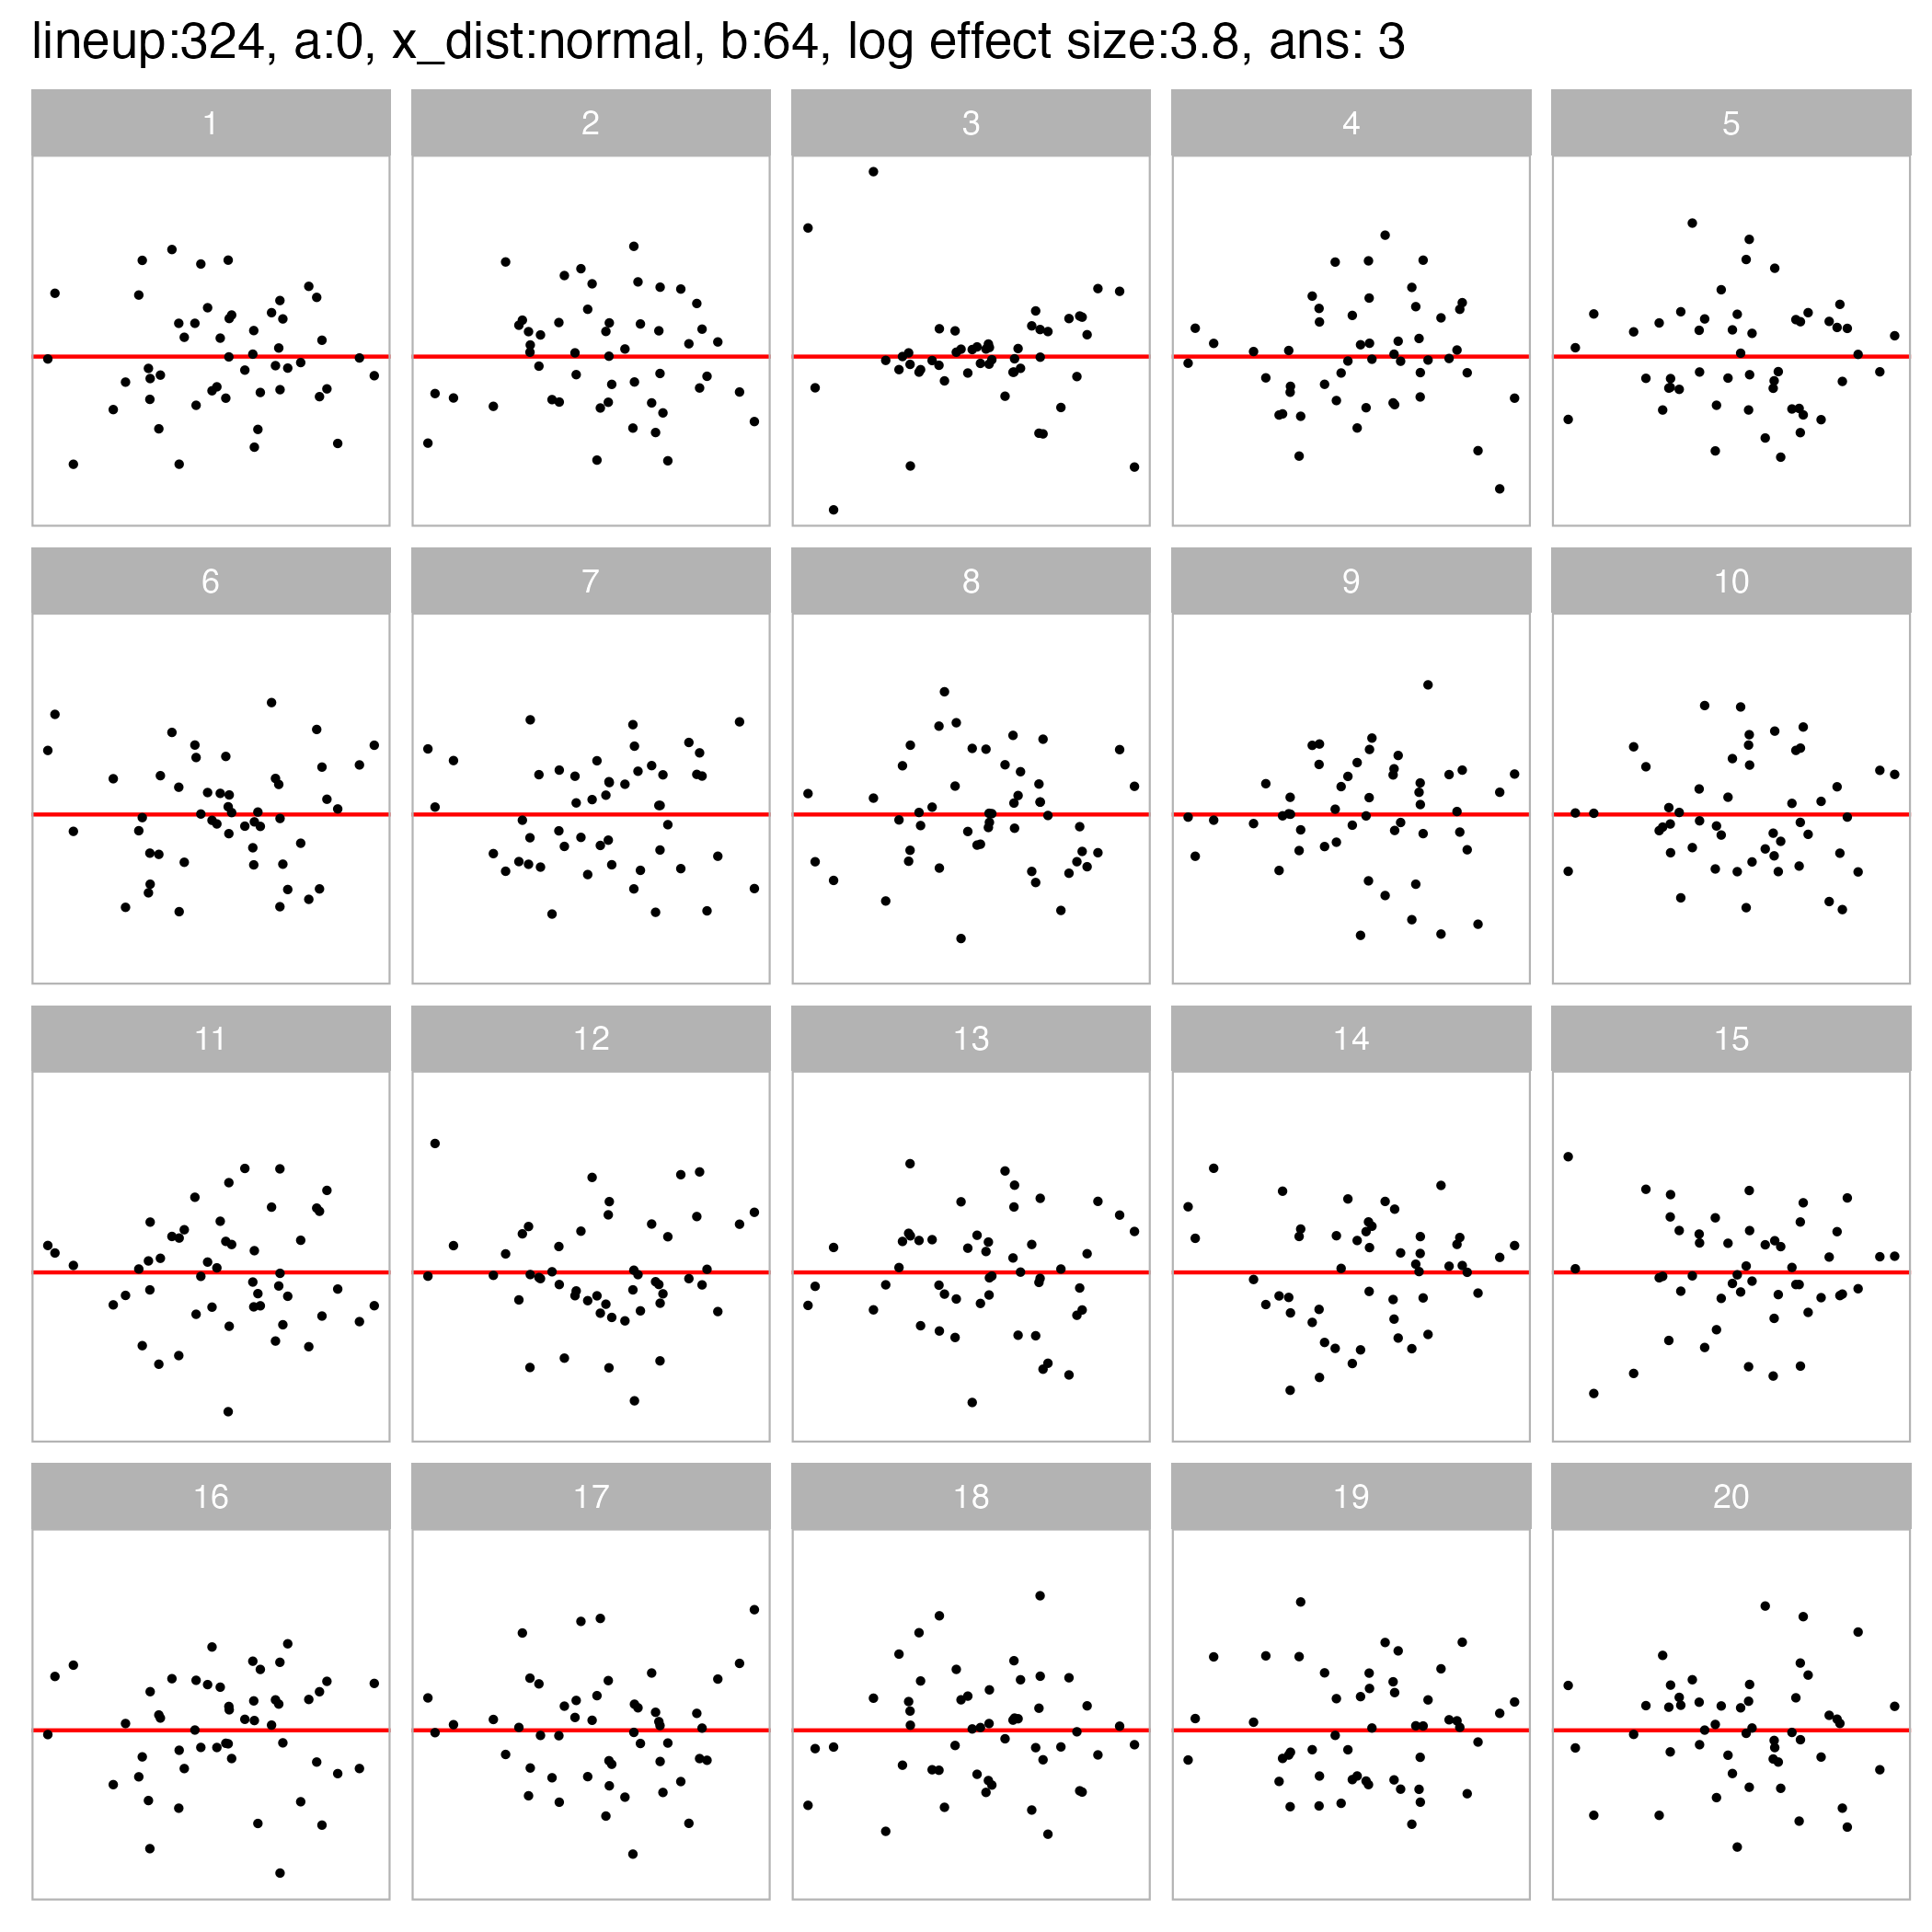 lineup:324, a:0, x_dist:normal, b:64, log effect size:3.8, ans: 3
1 2 3 4 5
6 7 8 9 10
11 12 13 14 15
16 17 18 19 20